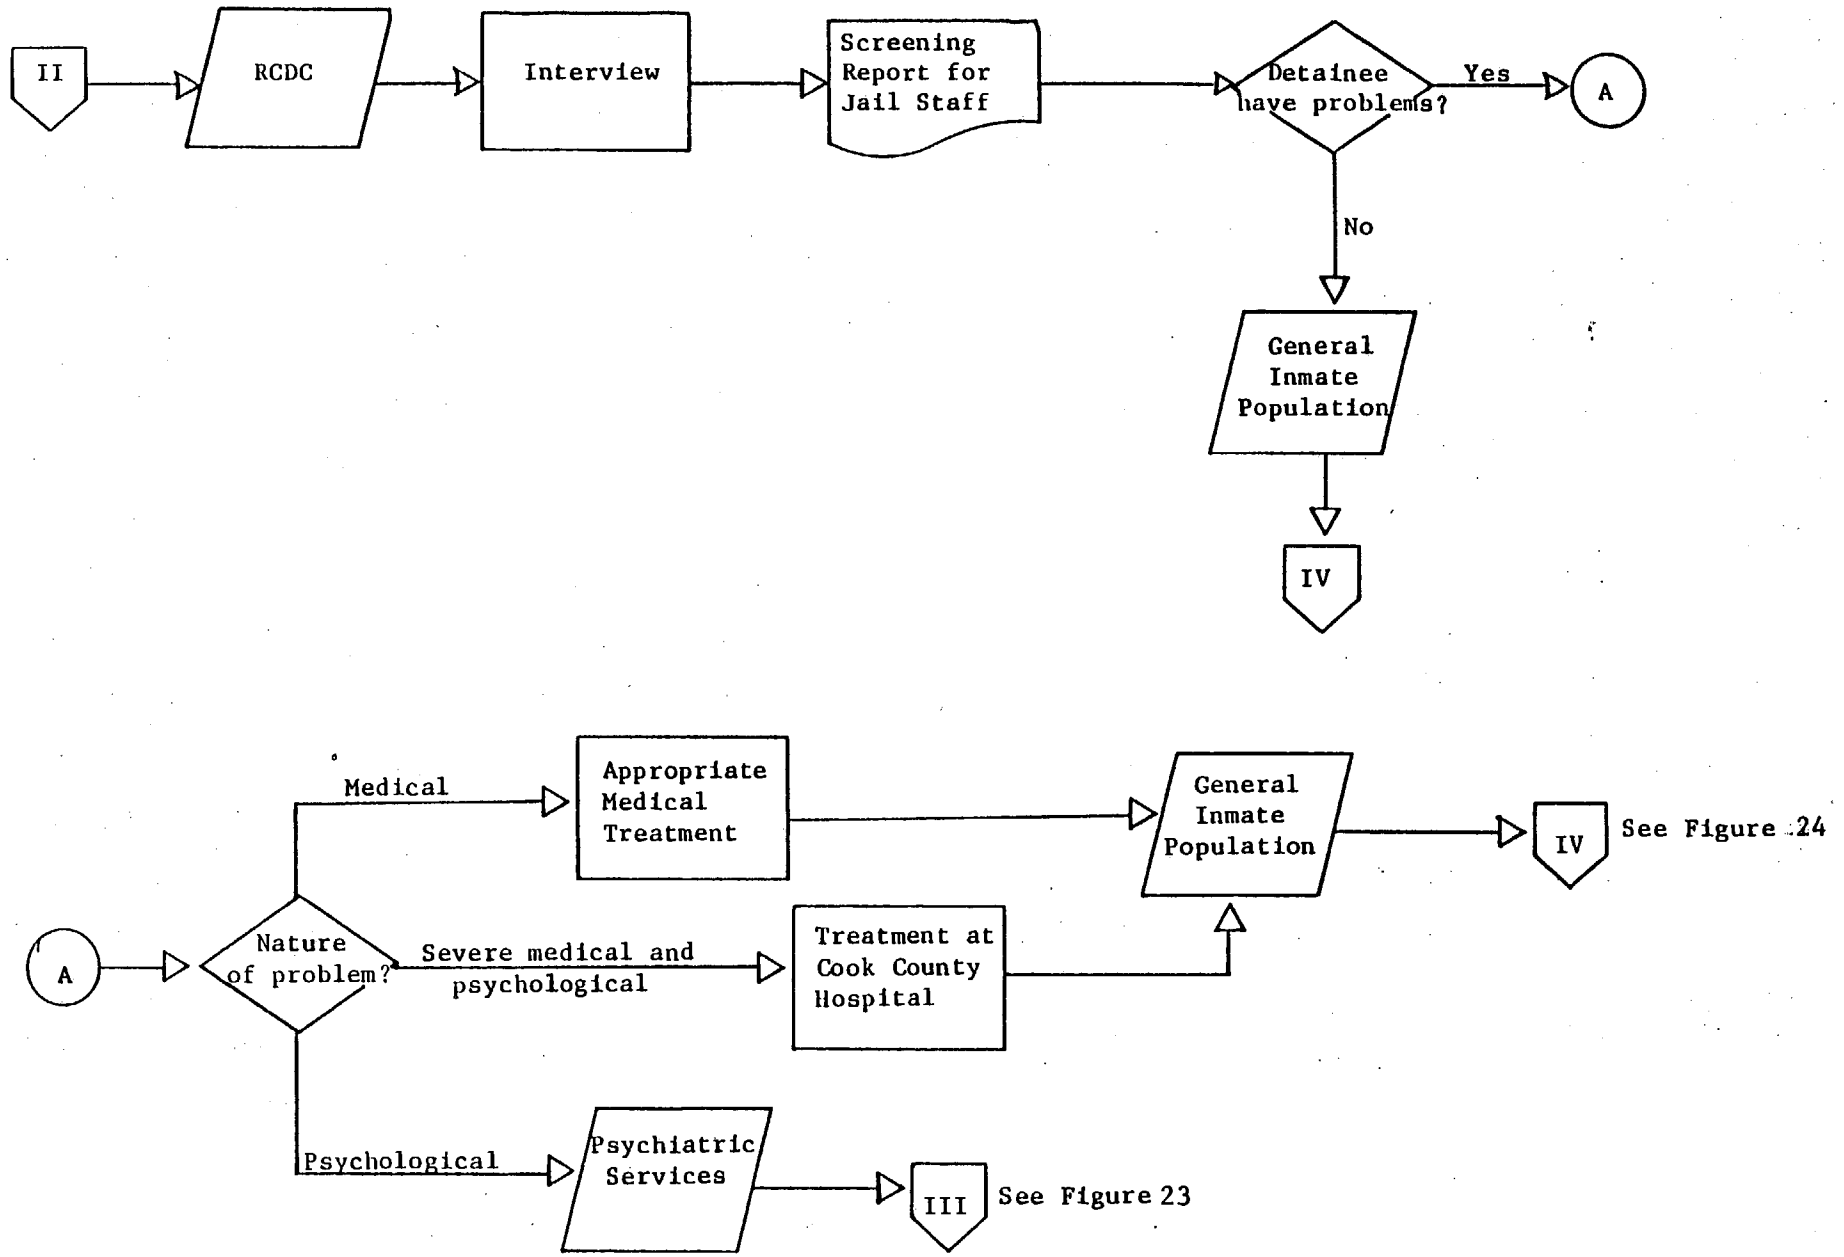 II
RCDC
Interview
Screening
Report for
Jail Staff
Detainee
have problems?
Yes
A
No
General
Inmate
Population
IV
Medical
Appropriate
Medical
Treatment
General
Inmate
Population
IV
See Figure 24
A
Nature
of problem?
Severe medical and
psychological
Treatment at
Cook County
Hospital
Psychological
Psychiatric
Services
III
See Figure 23